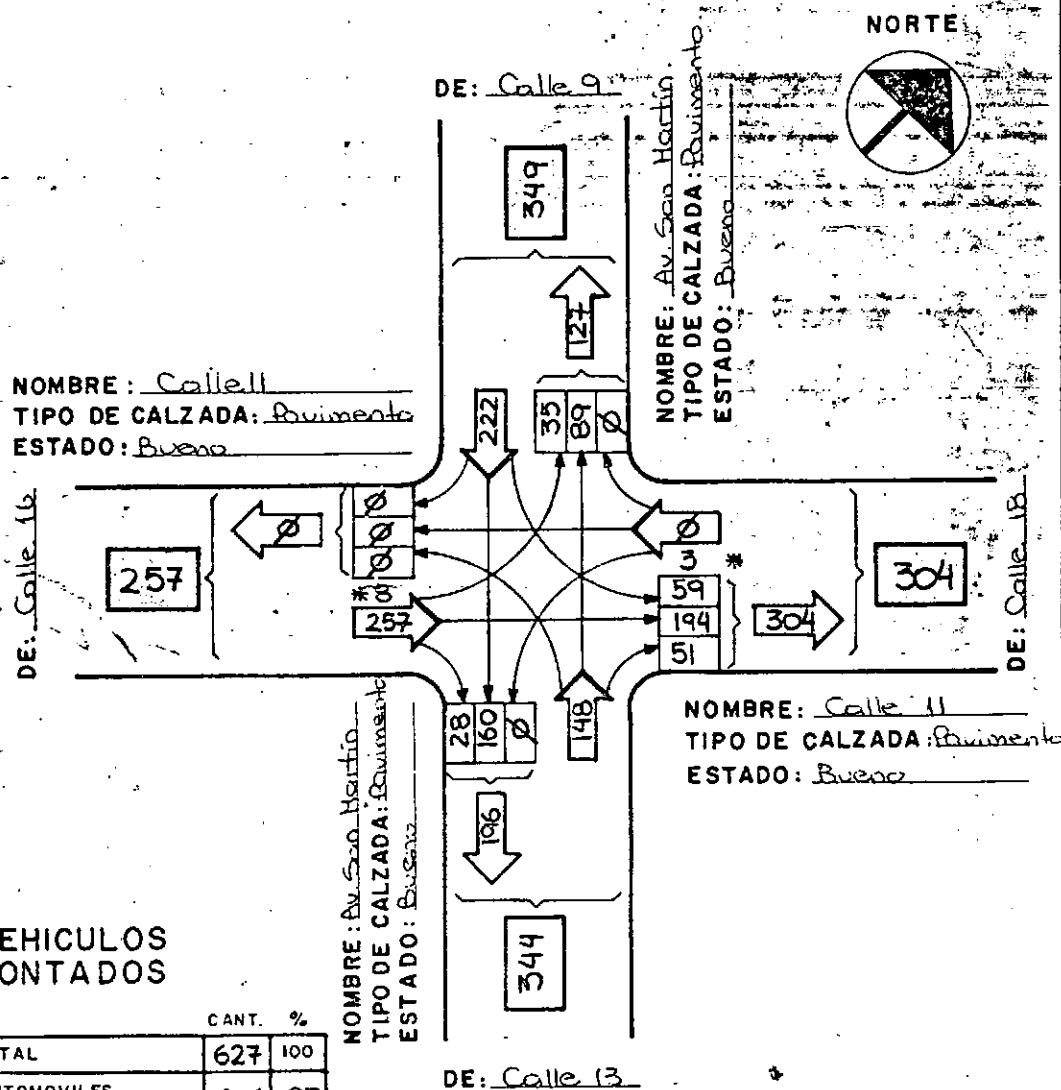 NORTE
DE: Calle 9
NOMBRE: Av. San Martin.
TIPO DE CALZADA: Pavimento.
ESTADO: Bueno
349
127
NOMBRE: Calle 11
TIPO DE CALZADA: Pavimento
ESTADO: Bueno
222
35
89
Ø
DE: Calle 16
257
Ø
Ø
Ø
Ø
Ø
3 *
304
DE: Calle 18
* 8
257
59
194
51
304
28
160
Ø
148
NOMBRE: Calle 11
TIPO DE CALZADA: Pavimento
ESTADO: Bueno
196
NOMBRE: Av San Martin
TIPO DE CALZADA: Pavimento
ESTADO: Bueno
344
EHICULOS
ONTADOS
CANT. %
TAL 627 100
UTOMOVILES
DE: Calle 13